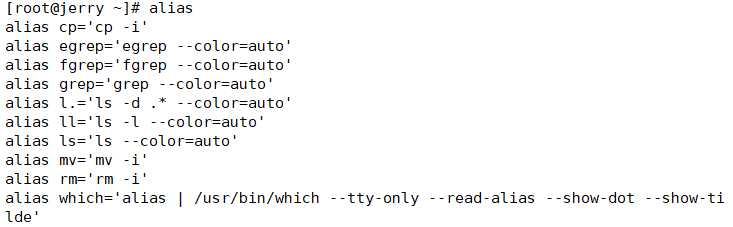 [root@jerry ~]# alias
alias cp='cp -i'
alias egrep='egrep --color=auto'
alias fgrep='fgrep --color=auto'
alias grep='grep --color=auto'
alias l.='ls -d .* --color=auto'
alias ll='ls -l --color=auto'
alias ls='ls --color=auto'
alias mv='mv -i'
alias rm='rm -i'
alias which='alias | /usr/bin/which --tty-only --read-alias --show-dot --show-ti
lde'